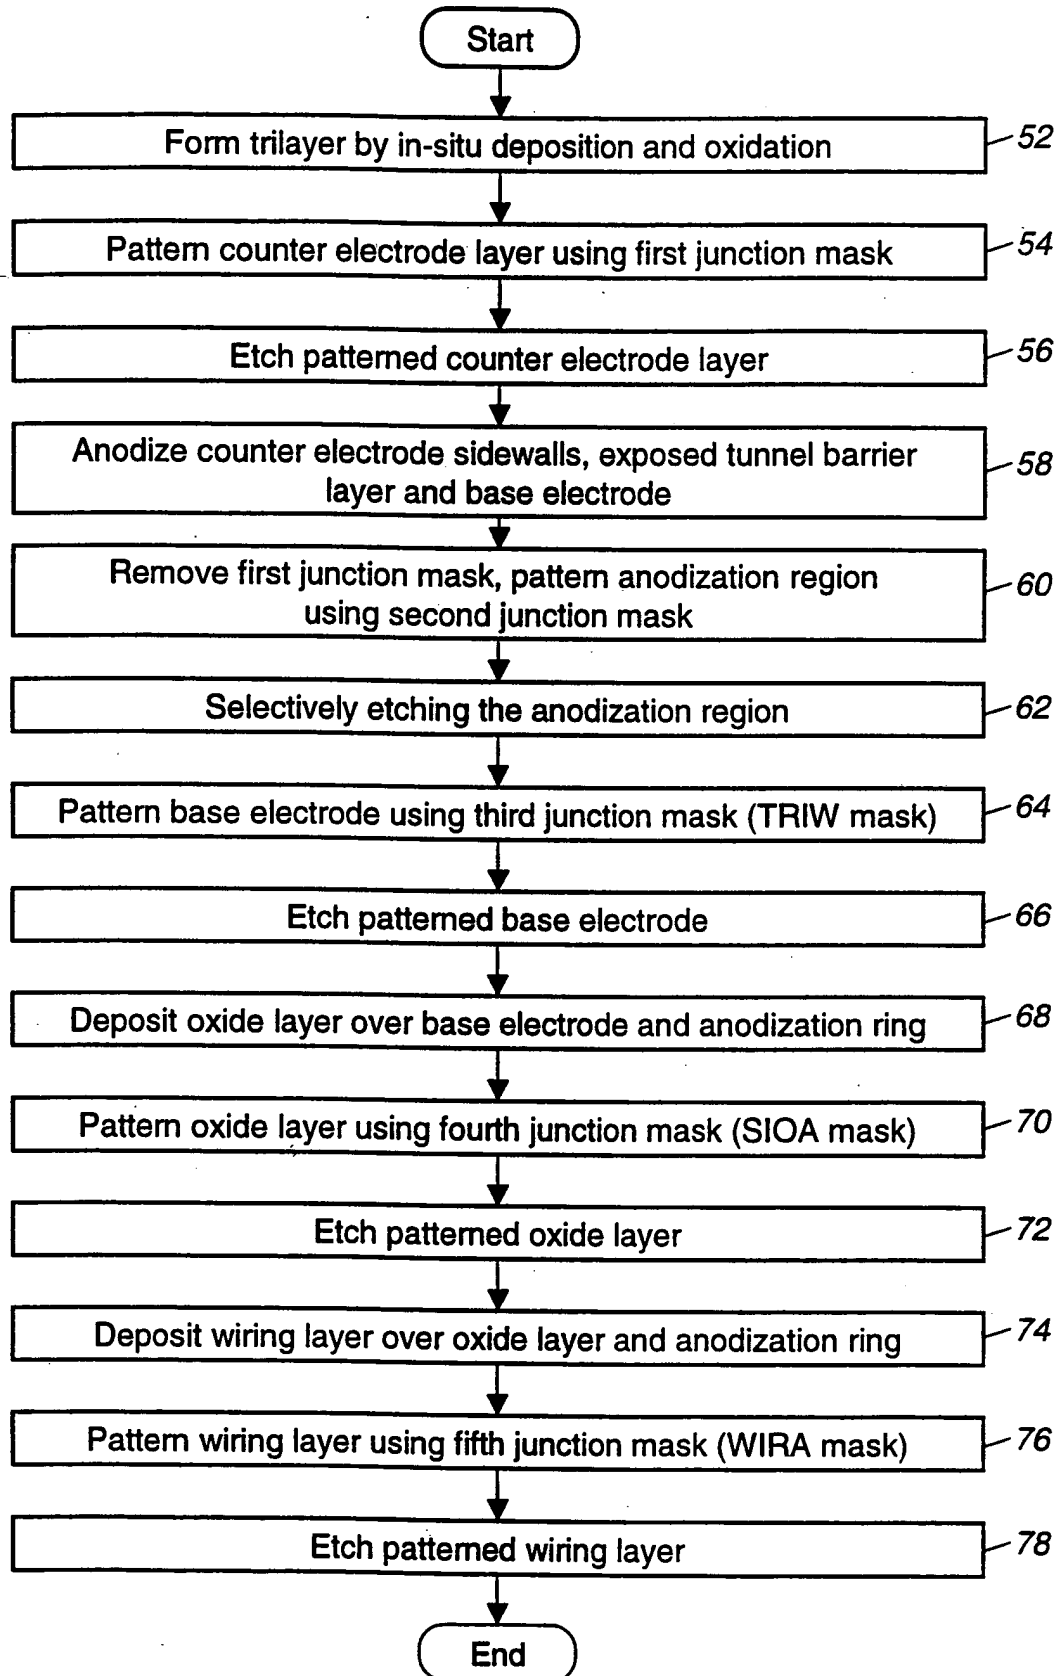 Start
Form trilayer by in-situ deposition and oxidation
52
Pattern counter electrode layer using first junction mask
54
Etch patterned counter electrode layer
56
Anodize counter electrode sidewalls, exposed tunnel barrier
layer and base electrode
58
Remove first junction mask, pattern anodization region
using second junction mask
60
Selectively etching the anodization region
62
Pattern base electrode using third junction mask (TRIW mask)
64
Etch patterned base electrode
66
Deposit oxide layer over base electrode and anodization ring
68
Pattern oxide layer using fourth junction mask (SIOA mask)
70
Etch patterned oxide layer
72
Deposit wiring layer over oxide layer and anodization ring
74
Pattern wiring layer using fifth junction mask (WIRA mask)
76
Etch patterned wiring layer
78
End